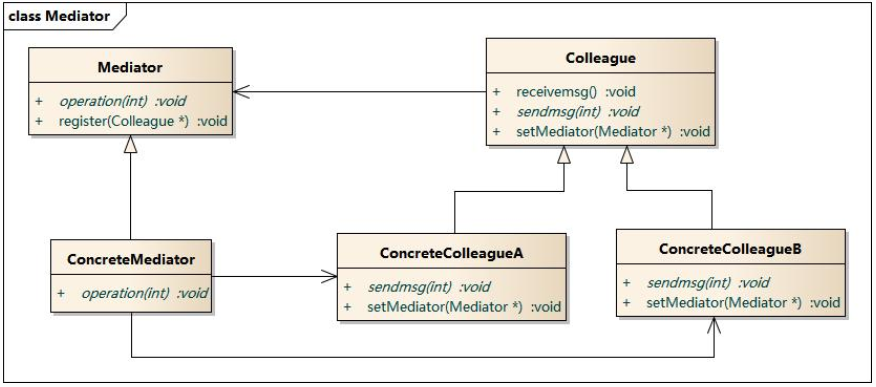 class Mediator
Mediator
+ operation(int) :void
+ register(Colleague *) :void
Colleague
+ receivemsg() :void
+ sendmsg(int) :void
+ setMediator(Mediator *) :void
ConcreteMediator
+ operation(int) :void
ConcreteColleagueA
+ sendmsg(int) :void
+ setMediator(Mediator *) :void
ConcreteColleagueB
+ sendmsg(int) :void
+ setMediator(Mediator *) :void